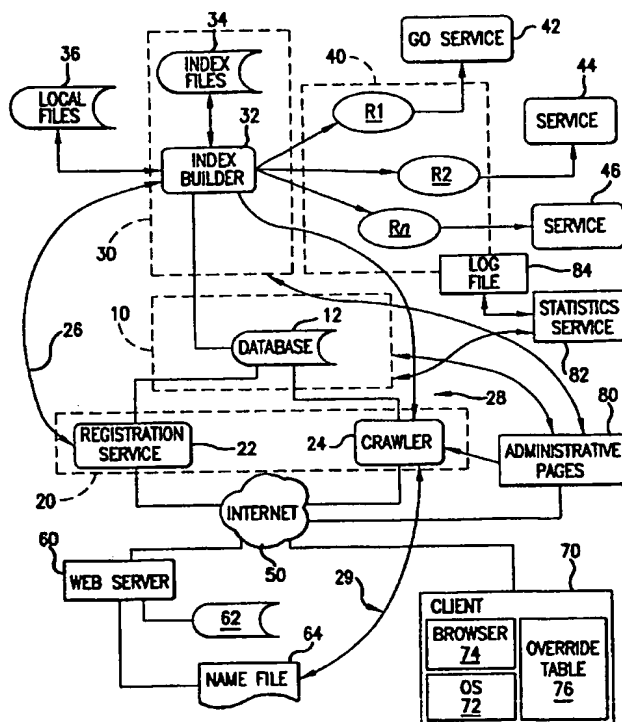 34
GO SERVICE
42
36
INDEX
FILES
40
LOCAL
FILES
32
R1
44
SERVICE
INDEX
BUILDER
R2
46
Rn
SERVICE
30
LOG
FILE
84
10
12
STATISTICS
SERVICE
26
DATABASE
82
28
80
REGISTRATION
SERVICE
22
24
CRAWLER
ADMINISTRATIVE
PAGES
20
INTERNET
60
50
70
WEB SERVER
29
CLIENT
62
64
BROWSER
74
OVERRIDE
TABLE
76
NAME FILE
OS
72